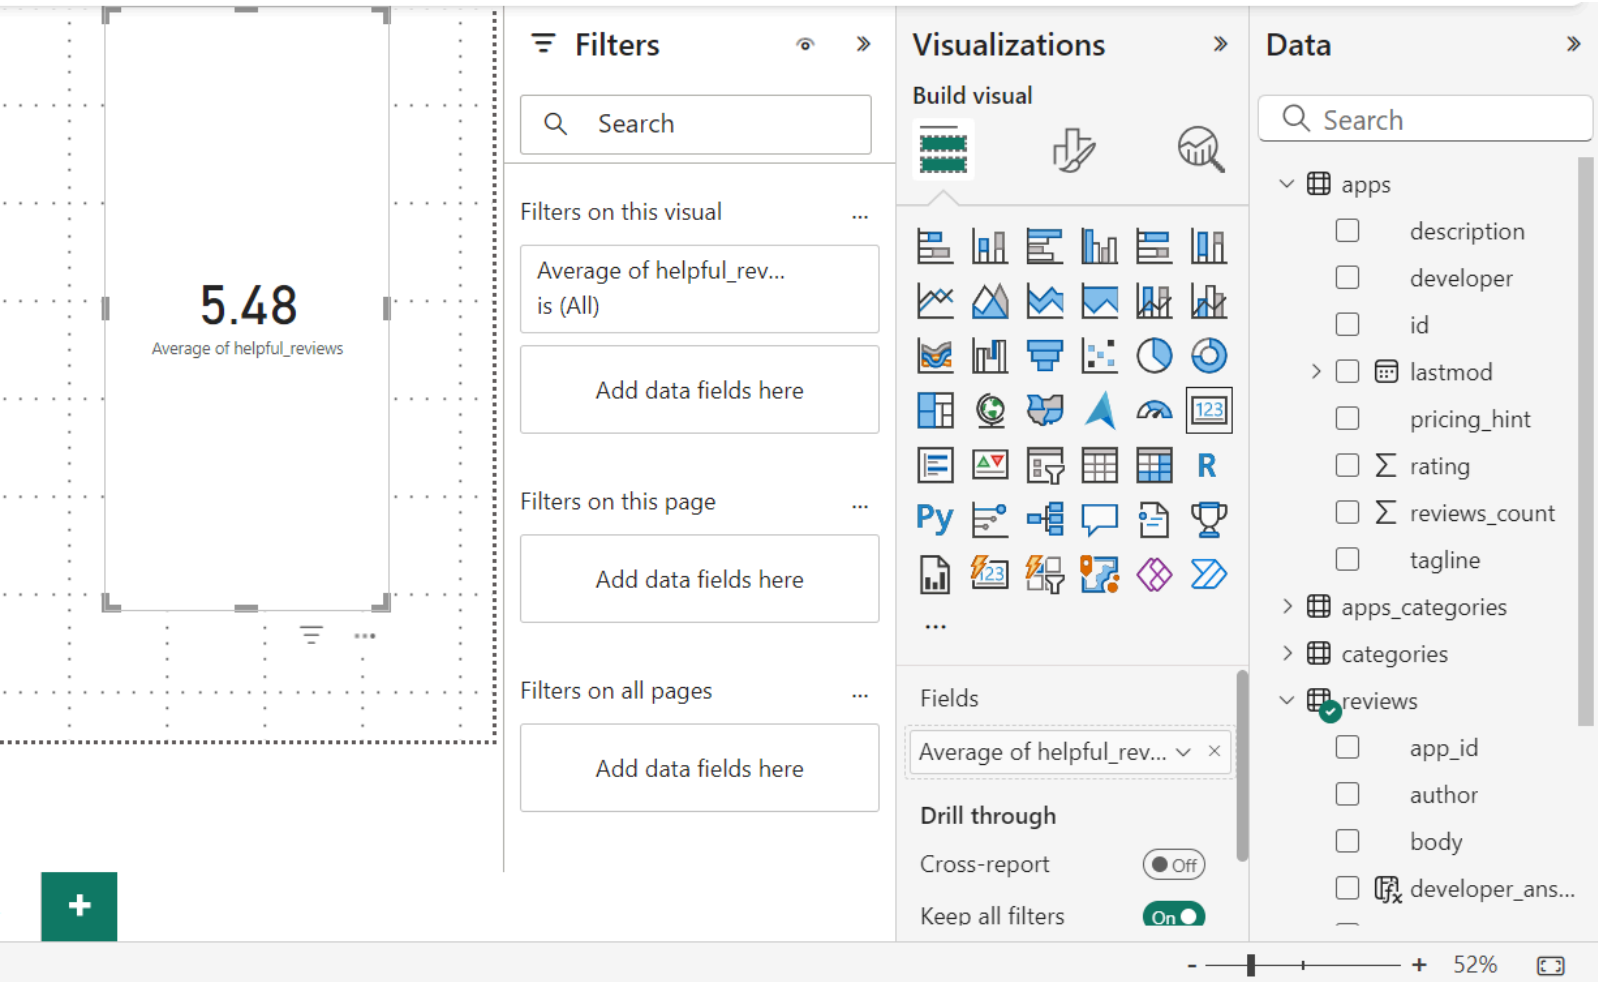 5.48
Average of helpful_reviews
Filters
Search
Filters on this visual
...
Average of helpful_rev...
is (All)
Add data fields here
Filters on this page
...
Add data fields here
Filters on all pages
...
Add data fields here
Visualizations
Build visual
123
R
Py
123
...
Fields
Average of helpful_rev...
Drill through
Cross-report
Off
Keep all filters
On
Data
Search
apps
description
developer
id
lastmod
pricing_hint
rating
reviews_count
tagline
apps_categories
categories
reviews
app_id
author
body
developer_ans...
- + 52%